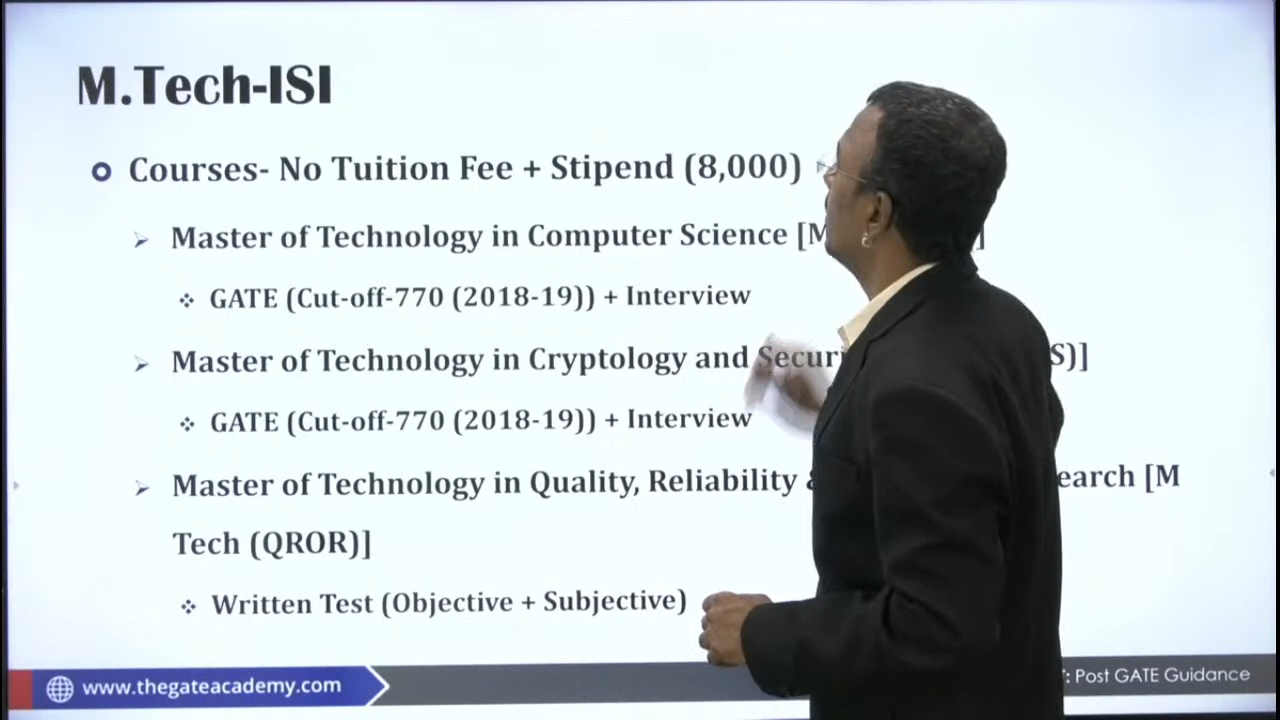 M.Tech-ISI
Courses- No Tuition Fee + Stipend (8,000)
Master of Technology in Computer Science [M ]
GATE (Cut-off-770 (2018-19)) + Interview
Master of Technology in Cryptology and Securi S)]
GATE (Cut-off-770 (2018-19)) + Interview
Master of Technology in Quality, Reliability earch [M
Tech (QROR)]
Written Test (Objective + Subjective)
www.thegateacademy.com
: Post GATE Guidance